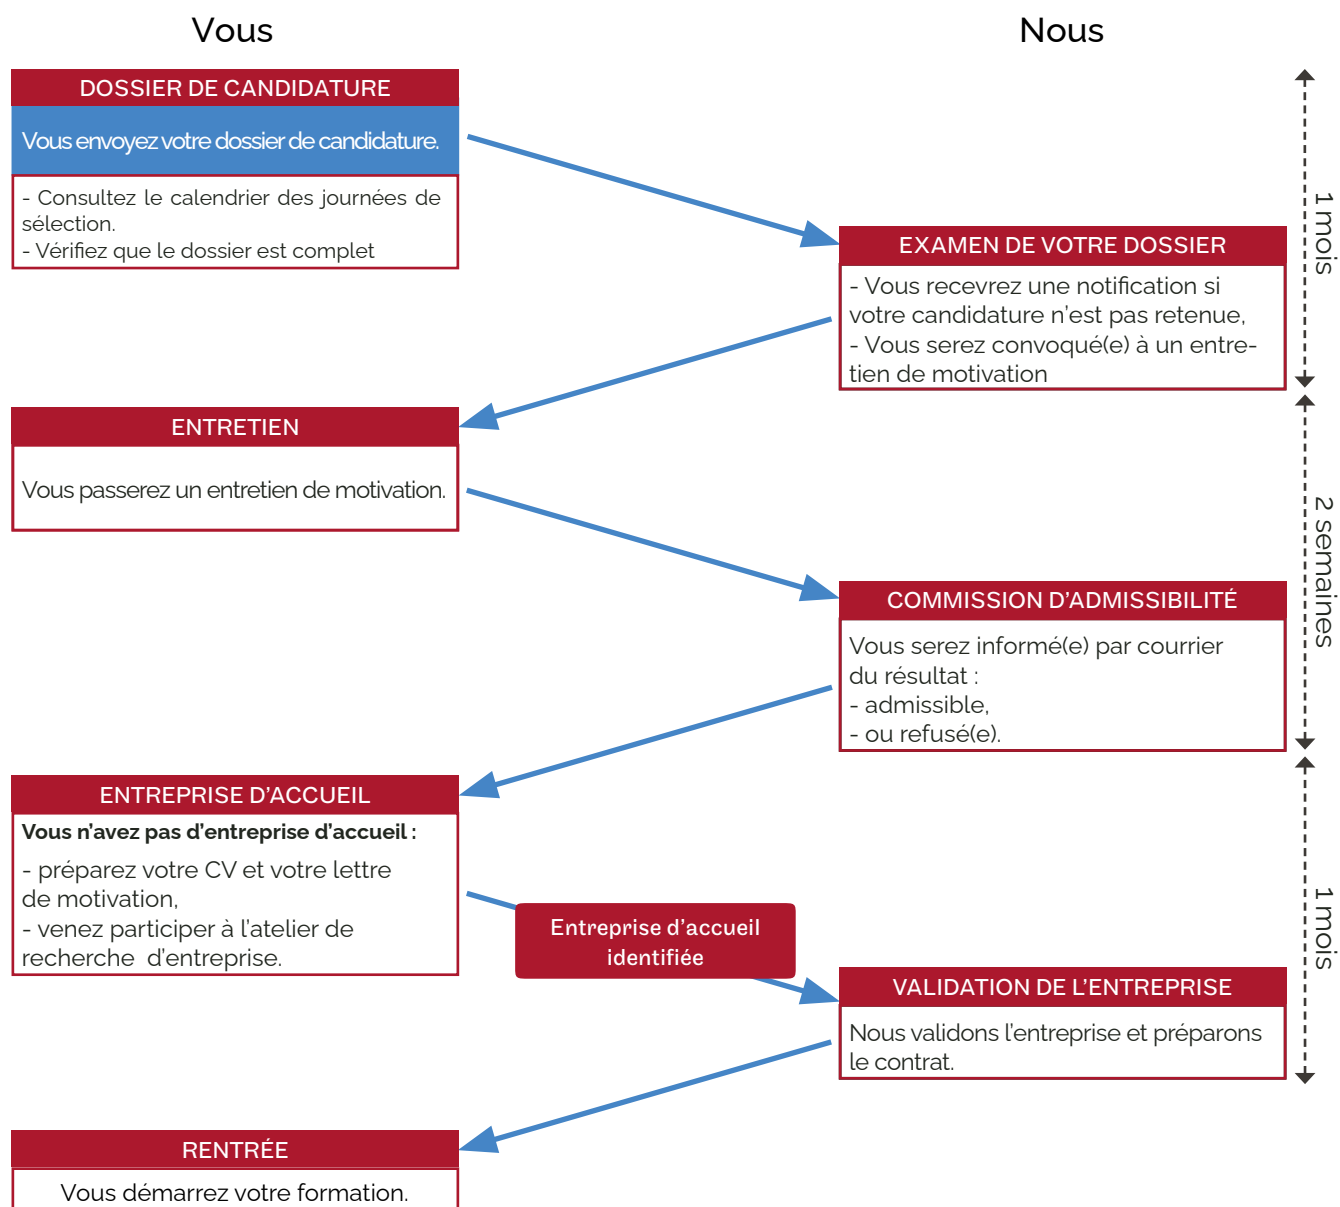 Vous
Nous
DOSSIER DE CANDIDATURE
Vous envoyez votre dossier de candidature.
- Consultez le calendrier des journées de
sélection.
- Vérifiez que le dossier est complet
1 mois
EXAMEN DE VOTRE DOSSIER
- Vous recevrez une notification si
votre candidature n'est pas retenue,
- Vous serez convoqué(e) à un entre-
tien de motivation
ENTRETIEN
Vous passerez un entretien de motivation.
2 semaines
COMMISSION D'ADMISSIBILITÉ
Vous serez informé(e) par courrier
du résultat :
- admissible,
- ou refusé(e).
ENTREPRISE D'ACCUEIL
Vous n'avez pas d'entreprise d'accueil :
- préparez votre CV et votre lettre
de motivation,
- venez participer à l'atelier de
recherche  d'entreprise.
Entreprise d'accueil
identifiée
1 mois
VALIDATION DE L'ENTREPRISE
Nous validons l'entreprise et préparons
le contrat.
RENTRÉE
Vous démarrez votre formation.